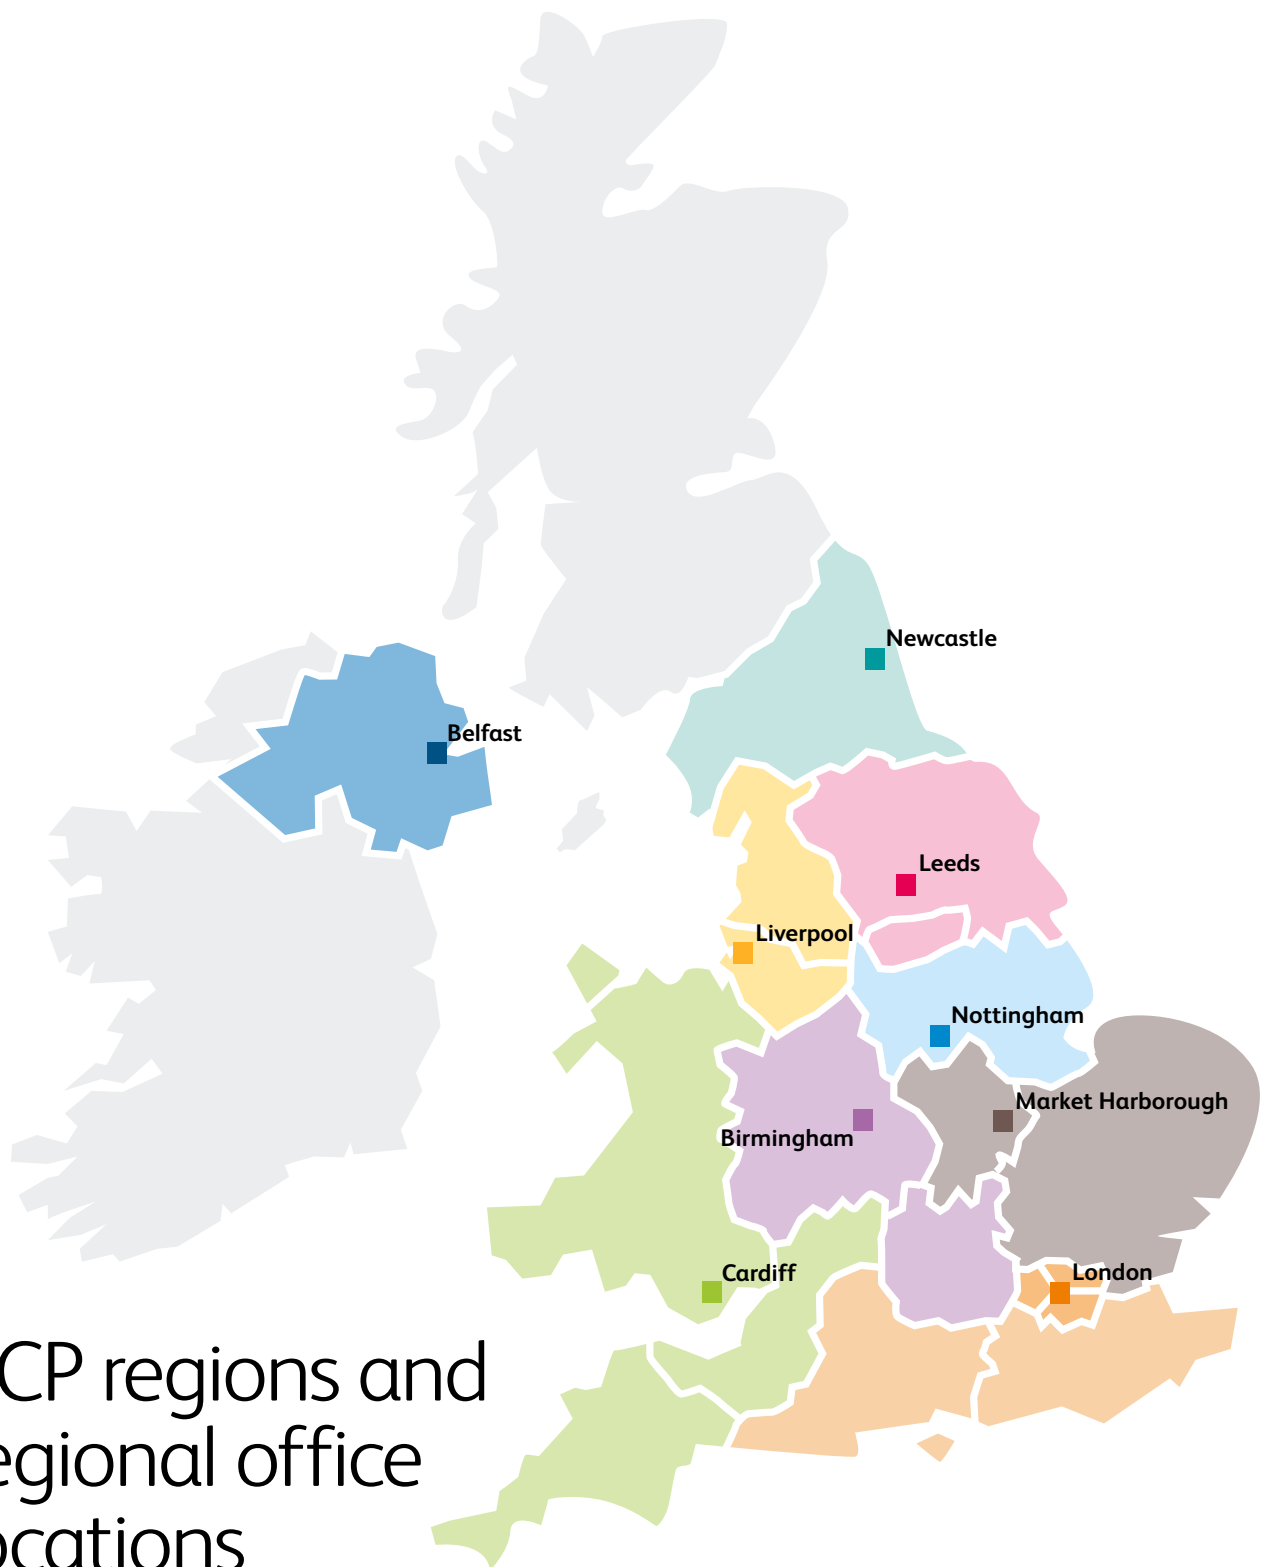 Newcastle
Belfast
Leeds
Liverpool
Nottingham
Market Harborough
Birmingham
Cardiff
London
CP regions and
egional office
ocations